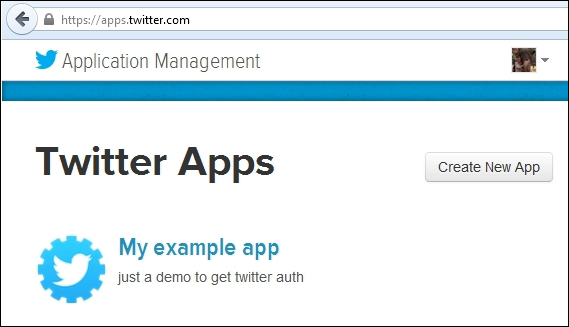 https://apps.twitter.com
Application Management
Twitter Apps
Create New App
My example app
just a demo to get twitter auth